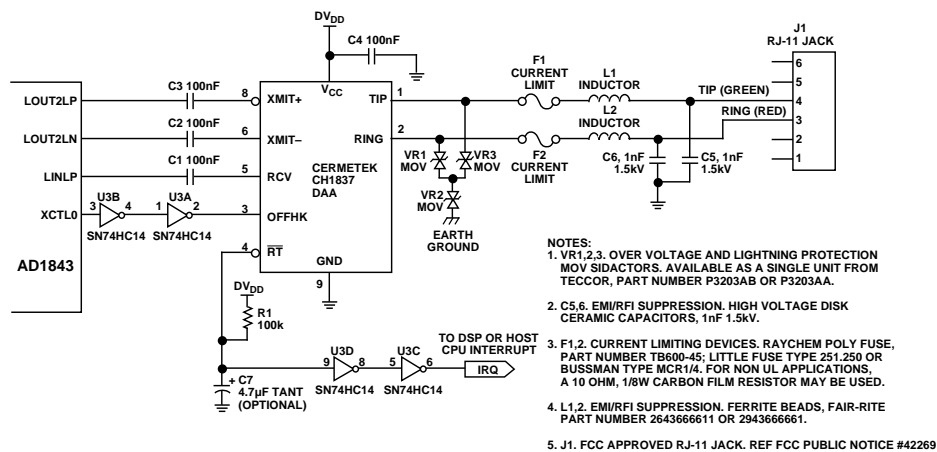 DVDD
C4 100nF
J1
RJ-11 JACK
C3 100nF
VCC
F1
CURRENT
LIMIT
L1
INDUCTOR
6
5
4
3
2
1
LOUT2LP
8
XMIT+
TIP
1
TIP (GREEN)
L2
INDUCTOR
RING (RED)
C2 100nF
LOUT2LN
6
XMIT–
RING
2
VR1
MOV
VR3
MOV
F2
CURRENT
LIMIT
C6, 1nF
1.5kV
C5, 1nF
1.5kV
C1 100nF
LINLP
5
RCV
CERMETEK
CH1837
DAA
VR2
MOV
U3B
U3A
XCTL0
3
4
1
2
3
OFFHK
SN74HC14
SN74HC14
EARTH
GROUND
4
RT
AD1843
GND
9
DVDD
R1
100k
TO DSP OR HOST
CPU INTERRUPT
U3D
U3C
9
8
5
6
IRQ
SN74HC14
SN74HC14
+
C7
4.7µF TANT
(OPTIONAL)
NOTES:
1. VR1,2,3. OVER VOLTAGE AND LIGHTNING PROTECTION
MOV SIDACTORS. AVAILABLE AS A SINGLE UNIT FROM
TECCOR, PART NUMBER P3203AB OR P3203AA.
2. C5,6. EMI/RFI SUPPRESSION. HIGH VOLTAGE DISK
CERAMIC CAPACITORS, 1nF 1.5kV.
3. F1,2. CURRENT LIMITING DEVICES. RAYCHEM POLY FUSE,
PART NUMBER TB600-45; LITTLE FUSE TYPE 251.250 OR
BUSSMAN TYPE MCR1/4. FOR NON UL APPLICATIONS,
A 10 OHM, 1/8W CARBON FILM RESISTOR MAY BE USED.
4. L1,2. EMI/RFI SUPPRESSION. FERRITE BEADS, FAIR-RITE
PART NUMBER 2643666611 OR 2943666661.
5. J1. FCC APPROVED RJ-11 JACK. REF FCC PUBLIC NOTICE #42269